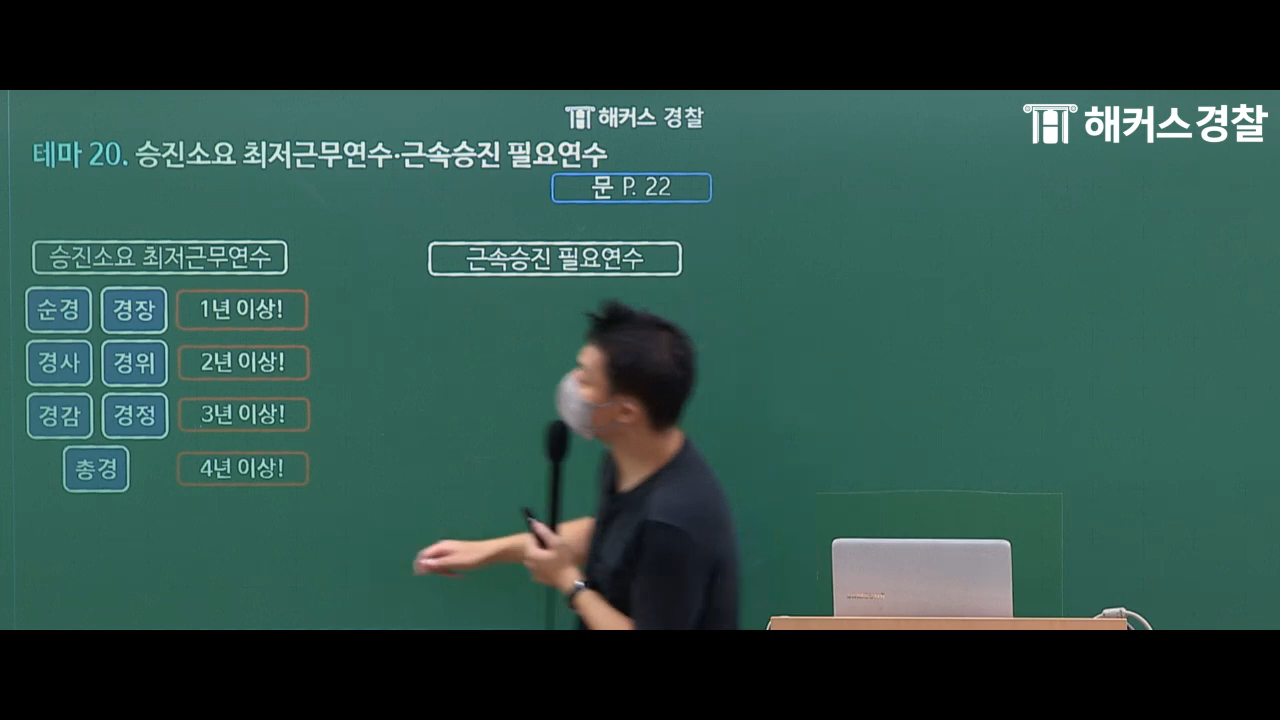 해커스 경찰
해커스경찰
테마 20. 승진소요 최저근무연수·근속승진 필요연수
문 P. 22
승진소요 최저근무연수
근속승진 필요연수
순경 경장 1년 이상!
경사 경위 2년 이상!
경감 경정 3년 이상!
총경 4년 이상!